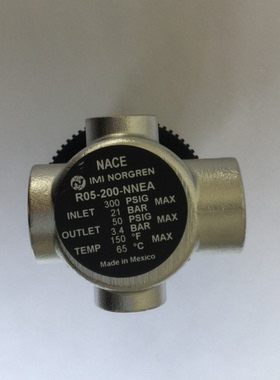 NACE
IMI NORGREN
R05-200-NNEA
INLET 300 PSIG MAX
21 BAR
OUTLET 50 PSIG MAX
3.4 BAR
TEMP 150 °F MAX
65 °C
Made in Mexico